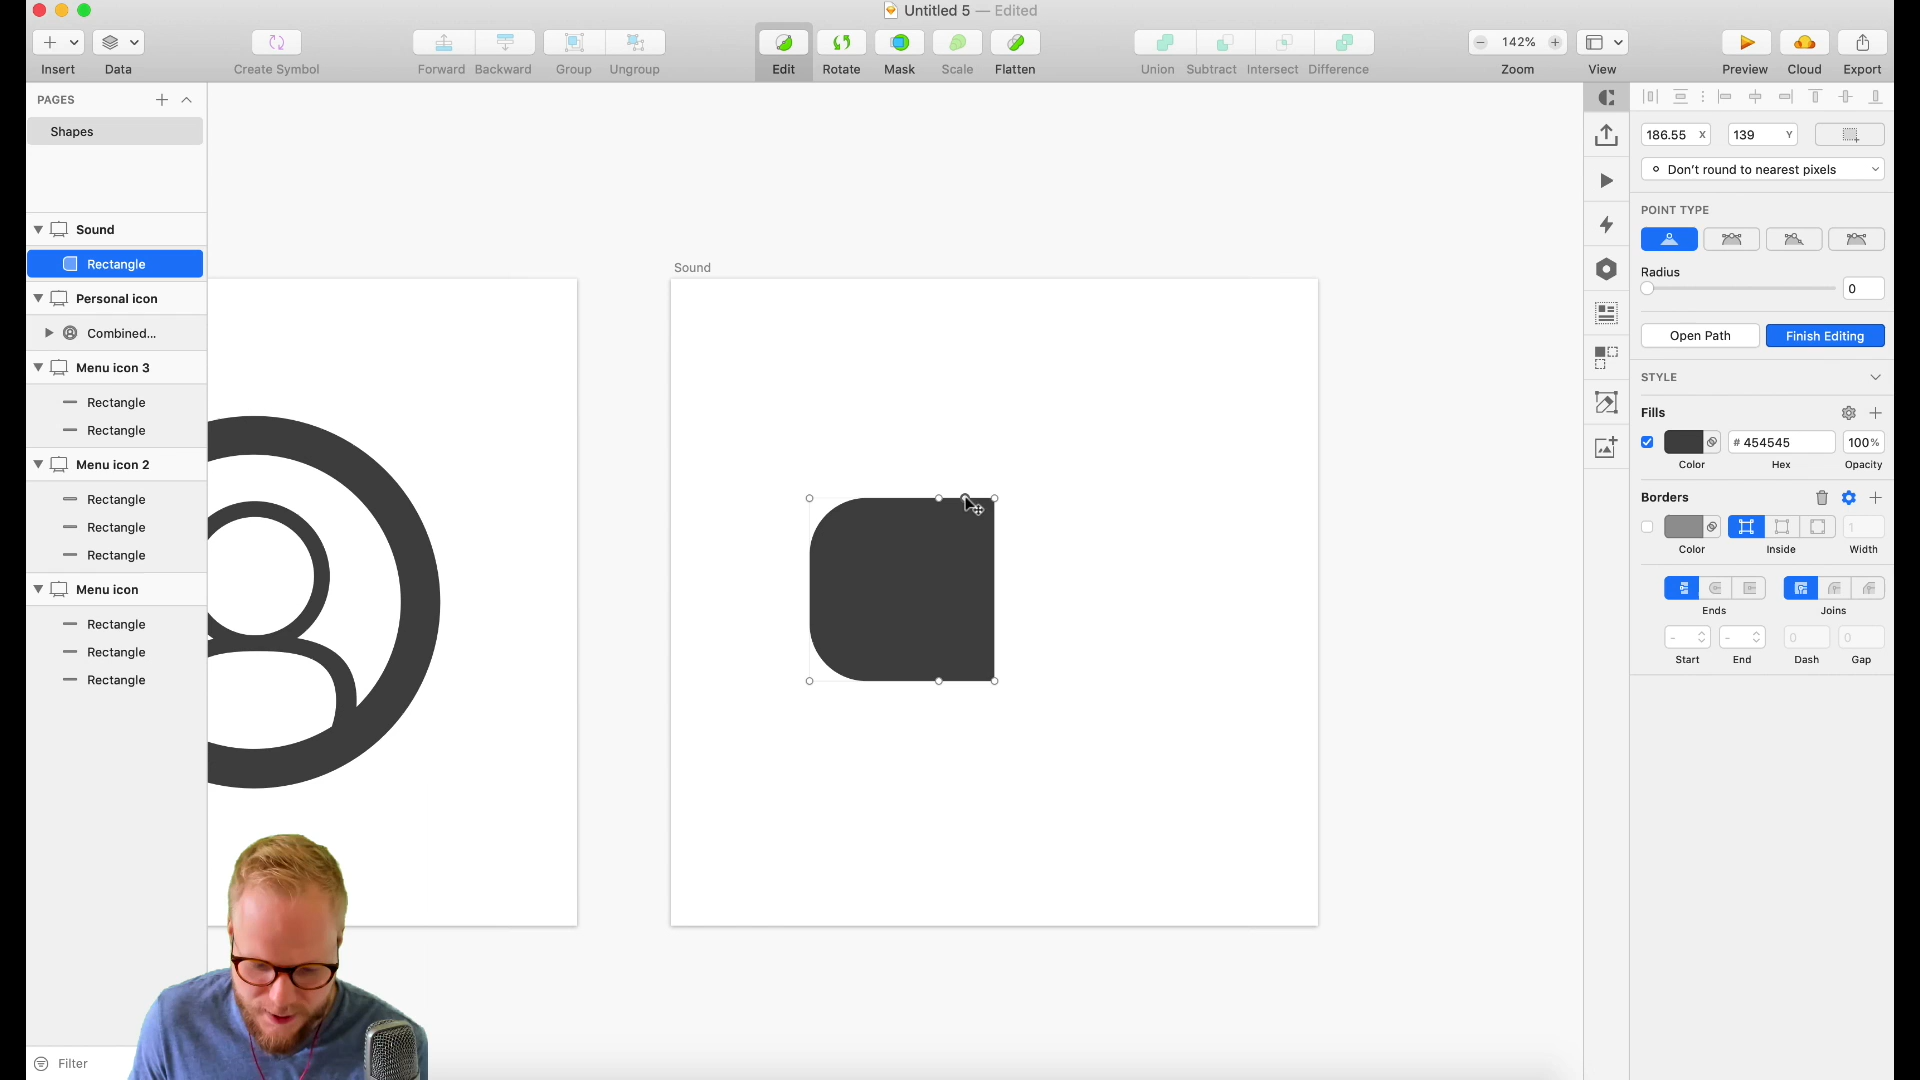 Untitled 5 — Edited
Insert
Data
Create Symbol
Forward
Backward
Group
Ungroup
Edit
Rotate
Mask
Scale
Flatten
Union
Subtract
Intersect
Difference
142%
Zoom
View
Preview
Cloud
Export
PAGES
Shapes
Sound
Rectangle
Personal icon
Combined...
Menu icon 3
Rectangle
Rectangle
Menu icon 2
Rectangle
Rectangle
Rectangle
Menu icon
Rectangle
Rectangle
Rectangle
Filter
Sound
186.55 X
139 Y
Don't round to nearest pixels
POINT TYPE
Radius
0
Open Path
Finish Editing
STYLE
Fills
# 454545
100%
Color
Hex
Opacity
Borders
1
Color
Inside
Width
Ends
Joins
-
-
0
0
Start
End
Dash
Gap